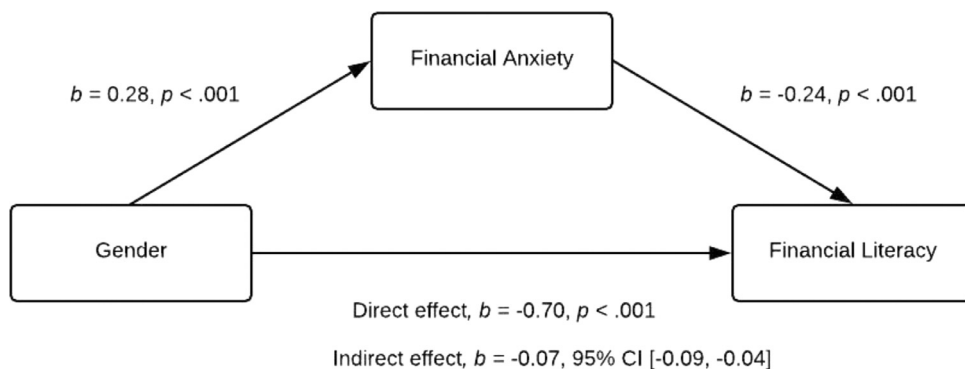 Financial Anxiety
b = 0.28, p < .001
b = -0.24, p < .001
Gender
Financial Literacy
Direct effect, b = -0.70, p < .001
Indirect effect, b = -0.07, 95% CI [-0.09, -0.04]